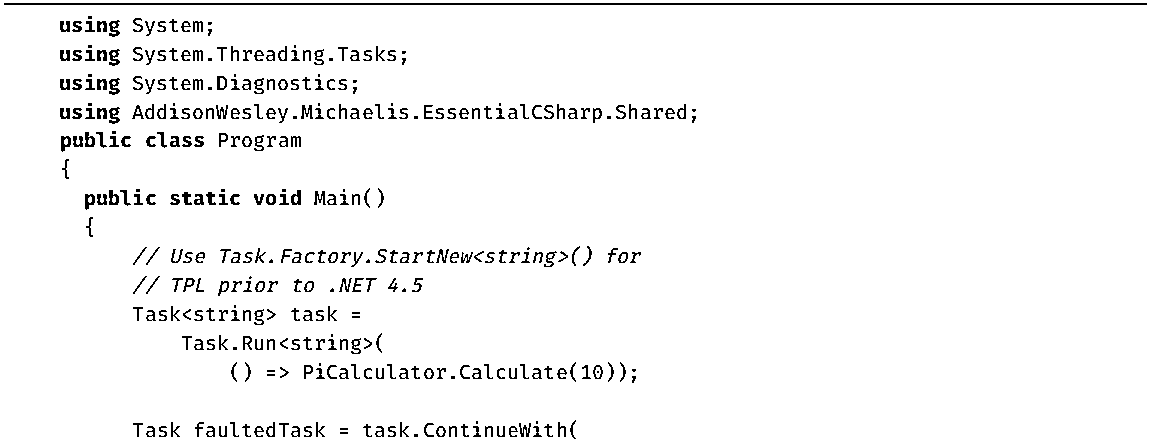 using System;
using System.Threading.Tasks;
using System.Diagnostics;
using AddisonWesley.Michaelis.EssentialCSharp.Shared;
public class Program
{
  public static void Main()
  {
      // Use Task.Factory.StartNew<string>() for
      // TPL prior to .NET 4.5
      Task<string> task =
          Task.Run<string>(
              () => PiCalculator.Calculate(10));

      Task faultedTask = task.ContinueWith(